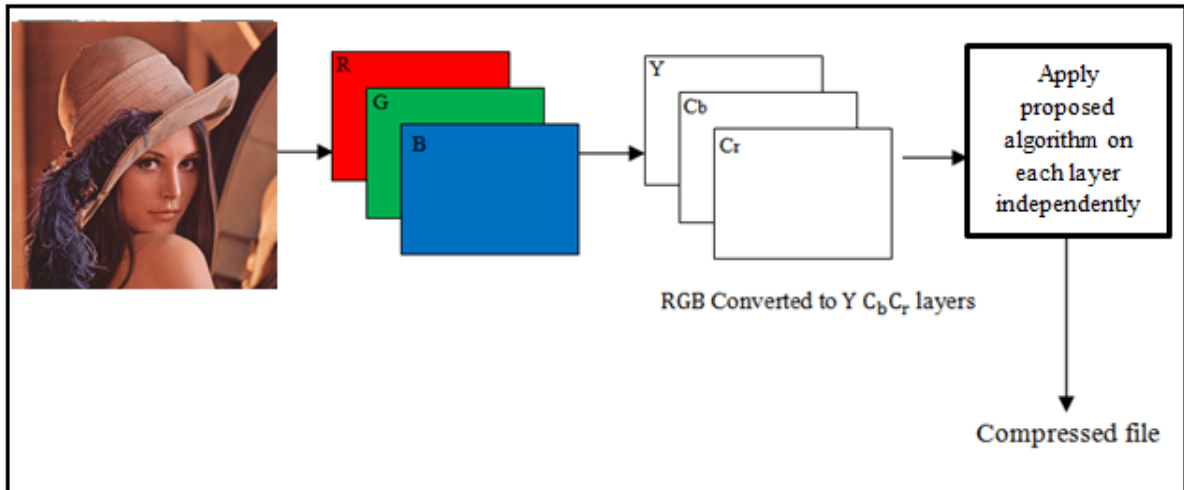 R
G
B
Y
Cb
Cr
RGB Converted to Y CbCr layers
Apply
proposed
algorithm on
each layer
independently
Compressed file